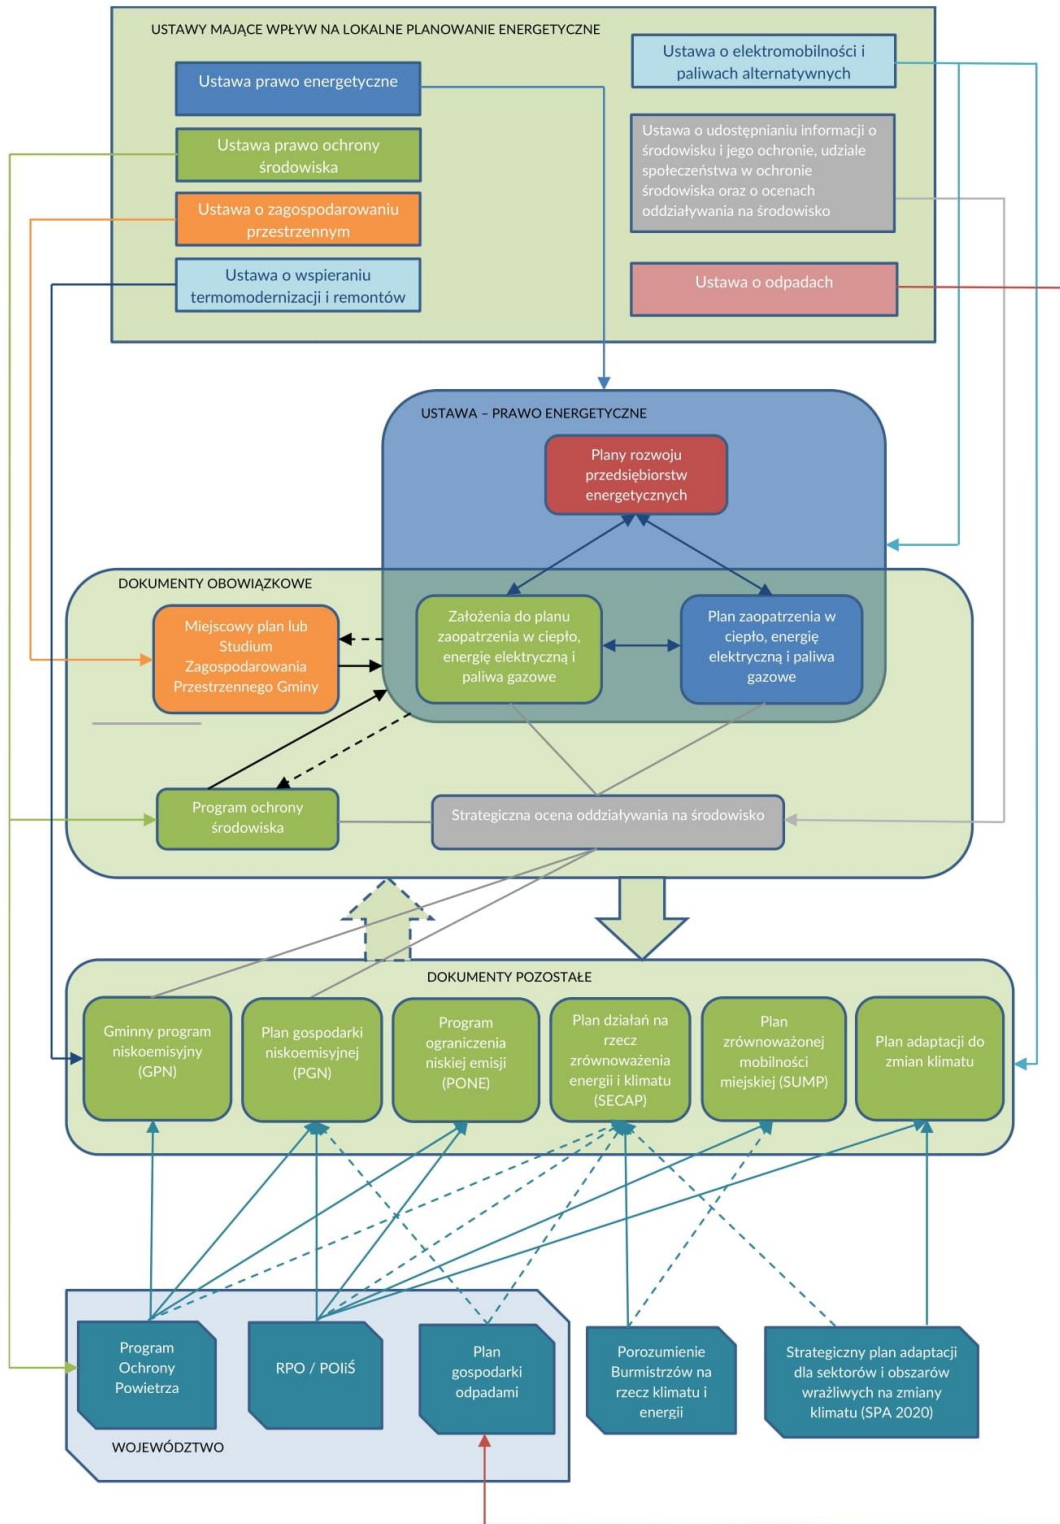 USTAWY MAJĄCE WPŁYW NA LOKALNE PLANOWANIE ENERGETYCZNE
Ustawa prawo energetyczne
Ustawa prawo ochrony
środowiska
Ustawa o zagospodarowaniu
przestrzennym
Ustawa o wspieraniu
termomodernizacji i remontów
Ustawa o elektromobilności i
paliwach alternatywnych
Ustawa o udostępnianiu informacji o
środowisku i jego ochronie, udziale
społeczeństwa w ochronie
środowiska oraz o ocenach
oddziaływania na środowisko
Ustawa o odpadach
USTAWA – PRAWO ENERGETYCZNE
Plany rozwoju
przedsiębiorstw
energetycznych
DOKUMENTY OBOWIĄZKOWE
Miejscowy plan lub
Studium
Zagospodarowania
Przestrzennego Gminy
Założenia do planu
zaopatrzenia w ciepło,
energię elektryczną i
paliwa gazowe
Plan zaopatrzenia w
ciepło, energię
elektryczną i paliwa
gazowe
Program ochrony
środowiska
Strategiczna ocena oddziaływania na środowisko
DOKUMENTY POZOSTAŁE
Gminny program
niskoemisyjny
(GPN)
Plan gospodarki
niskoemisyjnej
(PGN)
Program
ograniczenia
niskiej emisji
(PONE)
Plan działań na
rzecz
zrównoważenia
energii i klimatu
(SECAP)
Plan
zrównoważonej
mobilności
miejskiej (SUMP)
Plan adaptacji do
zmian klimatu
Program
Ochrony
Powietrza
RPO / POIiŚ
Plan
gospodarki
odpadami
Porozumienie
Burmistrzów na
rzecz klimatu i
energii
Strategiczny plan adaptacji
dla sektorów i obszarów
wrażliwych na zmiany
klimatu (SPA 2020)
WOJEWÓDZTWO